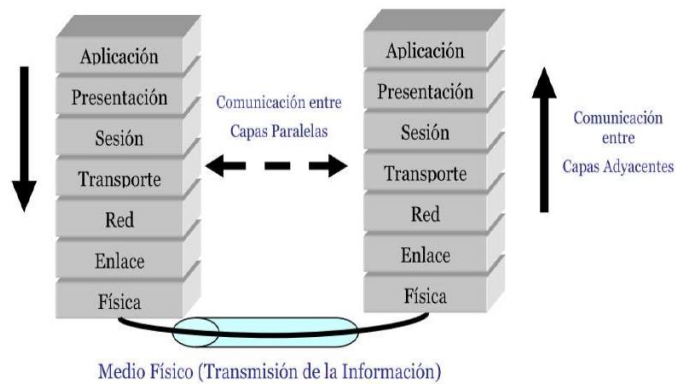 Aplicación
Presentación
Sesión
Transporte
Red
Enlace
Física
Comunicación entre
Capas Paralelas
Aplicación
Presentación
Sesión
Transporte
Red
Enlace
Física
Comunicación
entre
Capas Adyacentes
Medio Físico (Transmisión de la Información)